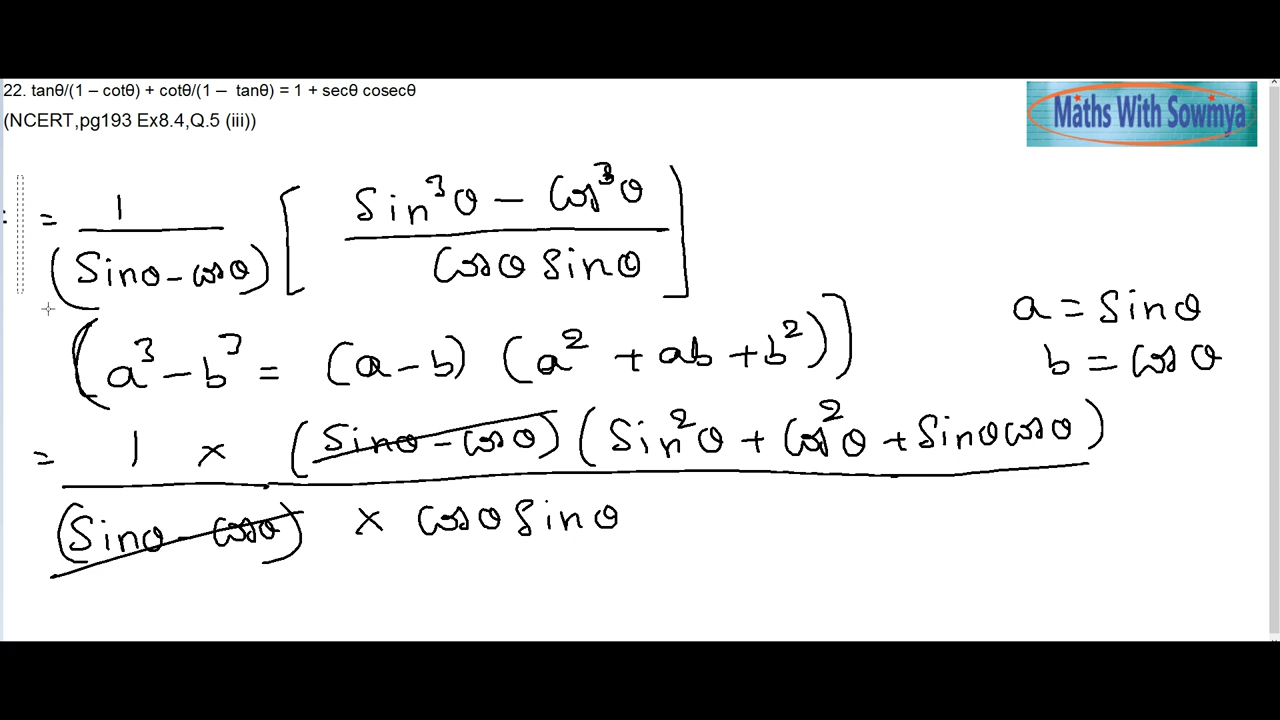 22. tanθ/(1 – cotθ) + cotθ/(1 – tanθ) = 1 + secθ cosecθ
(NCERT,pg193 Ex8.4,Q.5 (iii))
Maths With Sowmya
= 1/(Sinθ - cosθ) [ (Sin³θ - Cos³θ)/(Cosθ Sinθ) ]
(a³ - b³ = (a - b) (a² + ab + b²))]
a = Sinθ
b = Cosθ
= 1 × (Sinθ - cosθ) (Sin²θ + Cos²θ + Sinθ cosθ)
(Sinθ - cosθ) × Cosθ Sinθ